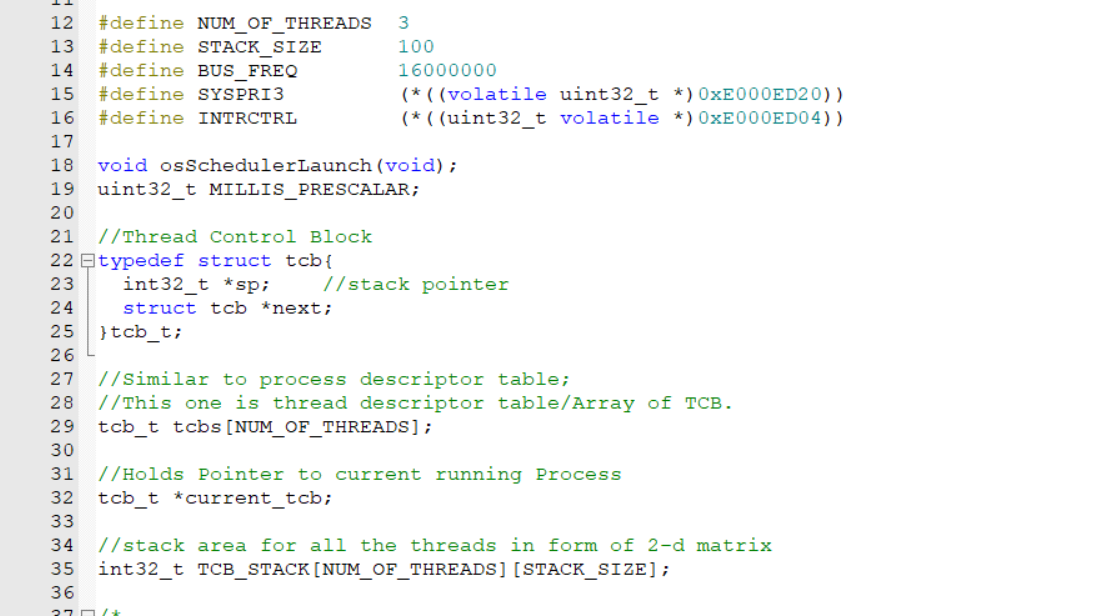 12 #define NUM_OF_THREADS 3
13 #define STACK_SIZE 100
14 #define BUS_FREQ 16000000
15 #define SYSPRI3 (*((volatile uint32_t *)0xE000ED20))
16 #define INTRCTRL (*((uint32_t volatile *)0xE000ED04))
17
18 void osSchedulerLaunch(void);
19 uint32_t MILLIS_PRESCALAR;
20
21 //Thread Control Block
22 typedef struct tcb{
23 int32_t *sp; //stack pointer
24 struct tcb *next;
25 }tcb_t;
26
27 //Similar to process descriptor table;
28 //This one is thread descriptor table/Array of TCB.
29 tcb_t tcbs[NUM_OF_THREADS];
30
31 //Holds Pointer to current running Process
32 tcb_t *current_tcb;
33
34 //stack area for all the threads in form of 2-d matrix
35 int32_t TCB_STACK[NUM_OF_THREADS][STACK_SIZE];
36
37 /*